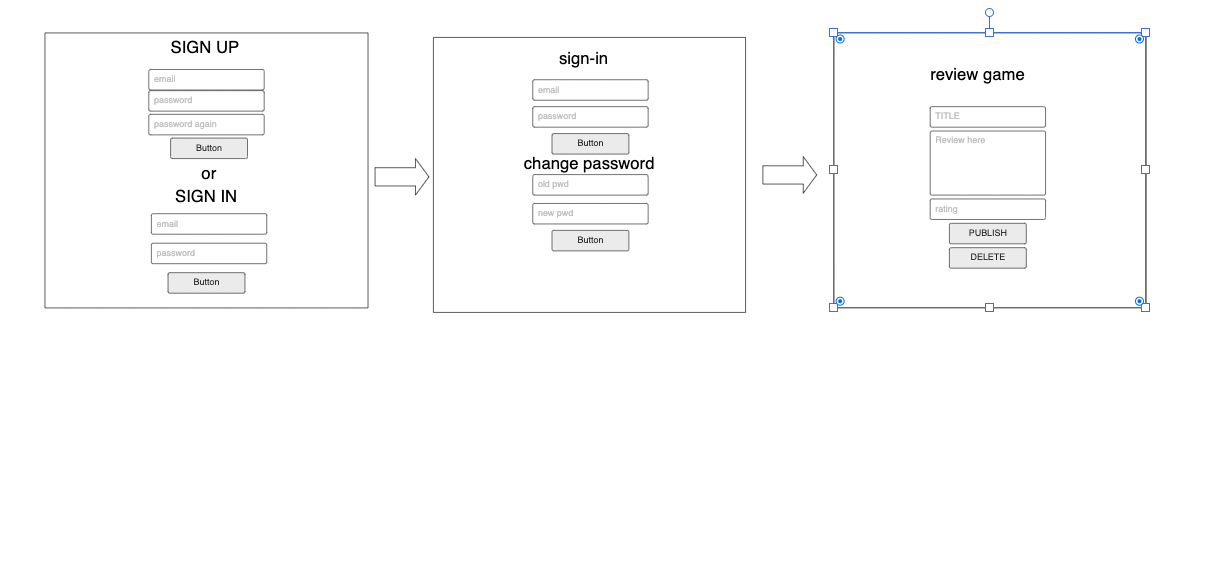 SIGN UP
email
password
password again
Button
or
SIGN IN
email
password
Button
sign-in
email
password
Button
change password
old pwd
new pwd
Button
review game
TITLE
Review here
rating
PUBLISH
DELETE